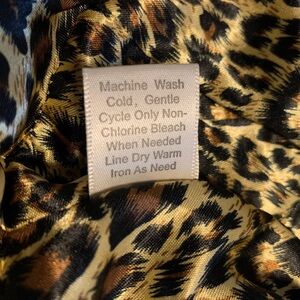 Machine Wash
Cold, Gentle
Cycle Only Non-
Chlorine Bleach
When Needed
Line Dry Warm
Iron As Need